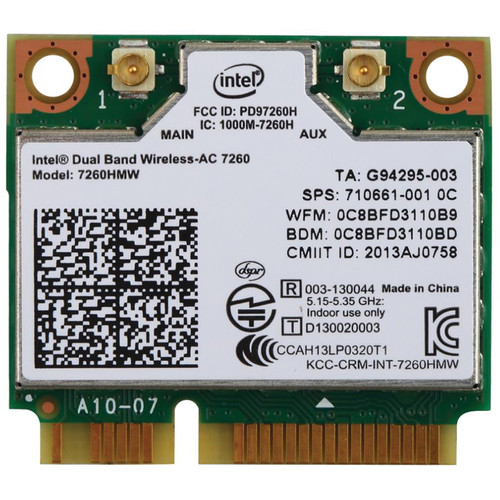 intel
1
2
FCC ID: PD97260H
IC: 1000M-7260H
MAIN
AUX
Intel® Dual Band Wireless-AC 7260
Model: 7260HMW
TA: G94295-003
SPS: 710661-001 0C
WFM: 0C8BFD3110B9
BDM: 0C8BFD3110BD
CMIIT ID: 2013AJ0758
R 003-130044 Made in China
5.15-5.35 GHz:
Indoor use only
T D130020003
CCAH13LP0320T1
KCC-CRM-INT-7260HMW
A10-07